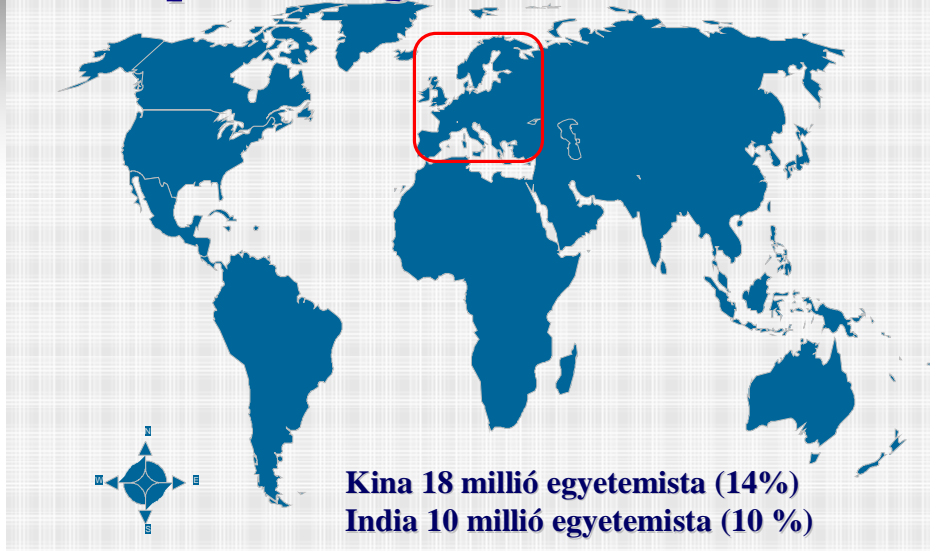 N
W E
S
Kina 18 millió egyetemista (14%)
India 10 millió egyetemista (10 %)